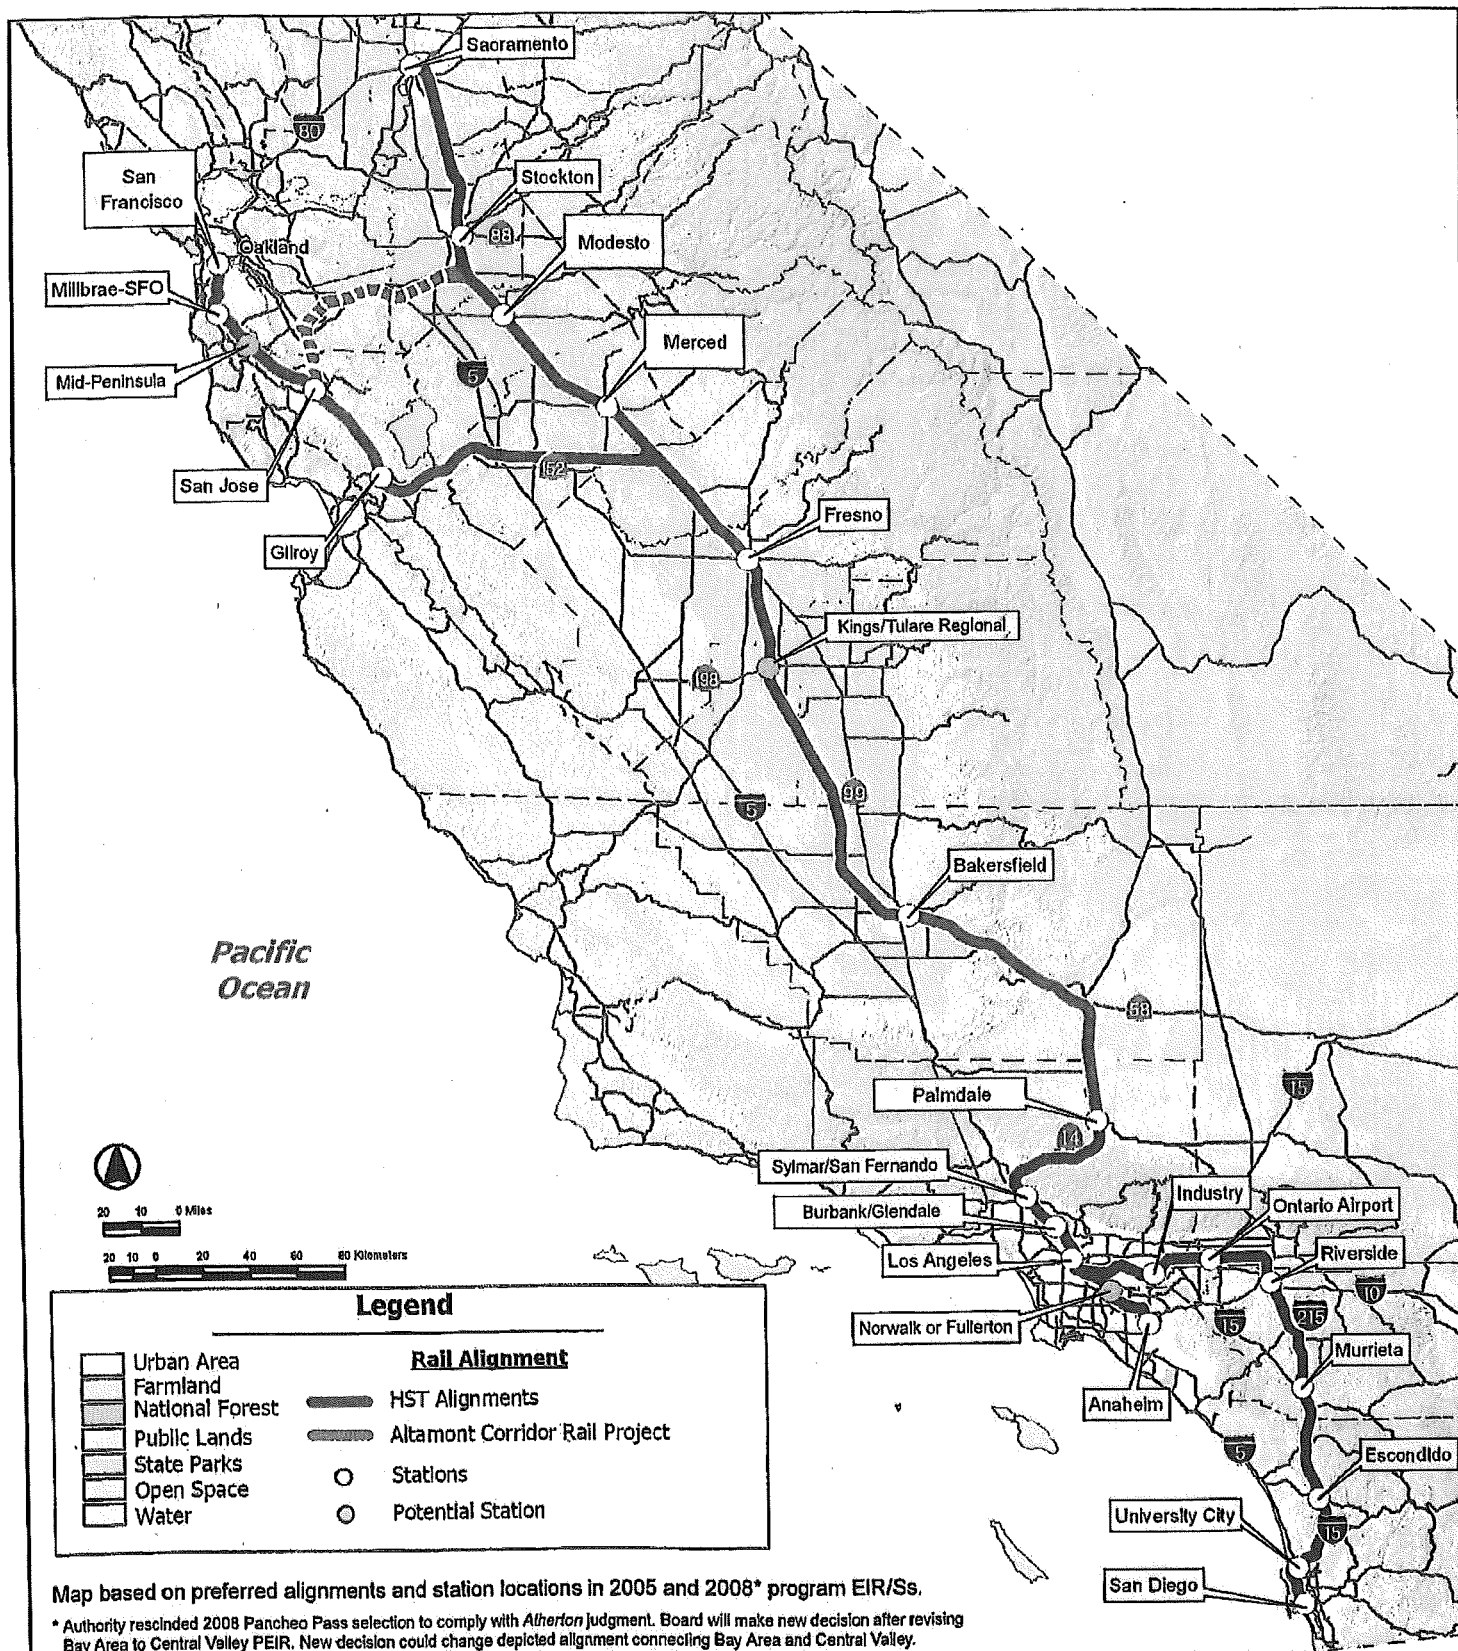 Sacramento
80
San
Francisco
Stockton
88
Modesto
Oakland
Millbrae-SFO
Merced
5
Mid-Peninsula
152
San Jose
Fresno
Gilroy
Kings/Tulare Regional
198
99
5
Bakersfield
Pacific
Ocean
58
15
Palmdale
14
Sylmar/San Fernando
Industry
Ontario Airport
20 10 0 Miles
Burbank/Glendale
Riverside
Los Angeles
20 10 0 20 40 60 80 Kilometers
10
Norwalk or Fullerton
15
215
Murrieta
Anaheim
5
Escondido
University City
15
San Diego
Legend
Urban Area
Farmland
National Forest
Public Lands
State Parks
Open Space
Water
Rail Alignment
HST Alignments
Altamont Corridor Rail Project
Stations
Potential Station
Map based on preferred alignments and station locations in 2005 and 2008* program EIR/Ss.
* Authority rescinded 2008 Pancheo Pass selection to comply with Atherton judgment. Board will make new decision after revising
Bay Area to Central Valley PEIR. New decision could change depicted alignment connecting Bay Area and Central Valley.